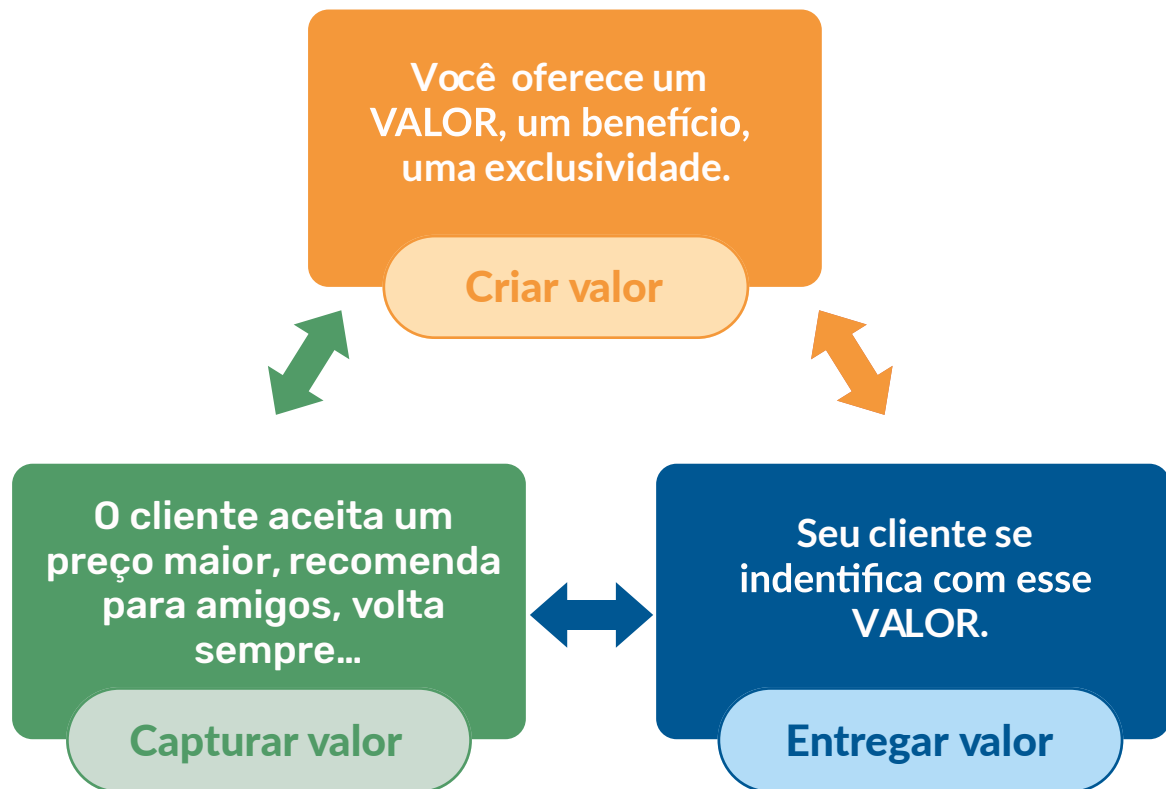 Você oferece um
VALOR, um benefício,
uma exclusividade.
Criar valor
O cliente aceita um
preço maior, recomenda
para amigos, volta
sempre...
Capturar valor
Seu cliente se
indentifica com esse
VALOR.
Entregar valor